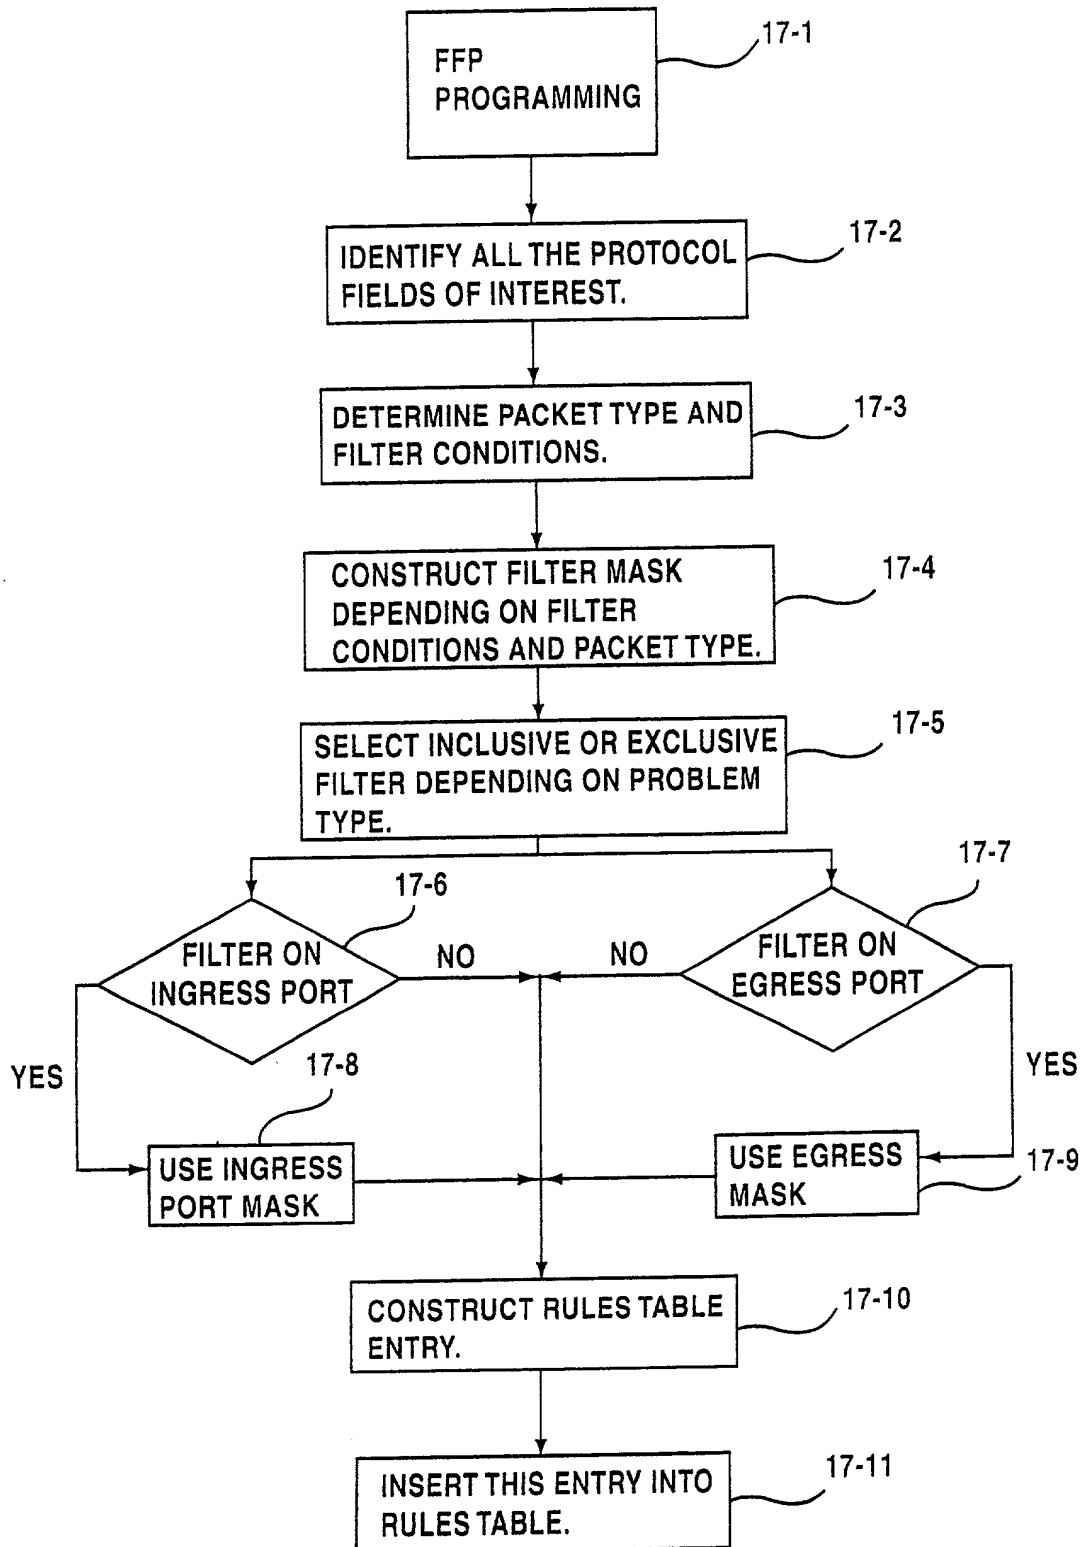 FFP
PROGRAMMING
17-1
IDENTIFY ALL THE PROTOCOL
FIELDS OF INTEREST.
17-2
DETERMINE PACKET TYPE AND
FILTER CONDITIONS.
17-3
CONSTRUCT FILTER MASK
DEPENDING ON FILTER
CONDITIONS AND PACKET TYPE.
17-4
SELECT INCLUSIVE OR EXCLUSIVE
FILTER DEPENDING ON PROBLEM
TYPE.
17-5
17-6
FILTER ON
INGRESS PORT
NO
YES
17-7
FILTER ON
EGRESS PORT
NO
YES
17-8
USE INGRESS
PORT MASK
USE EGRESS
MASK
17-9
CONSTRUCT RULES TABLE
ENTRY.
17-10
INSERT THIS ENTRY INTO
RULES TABLE.
17-11